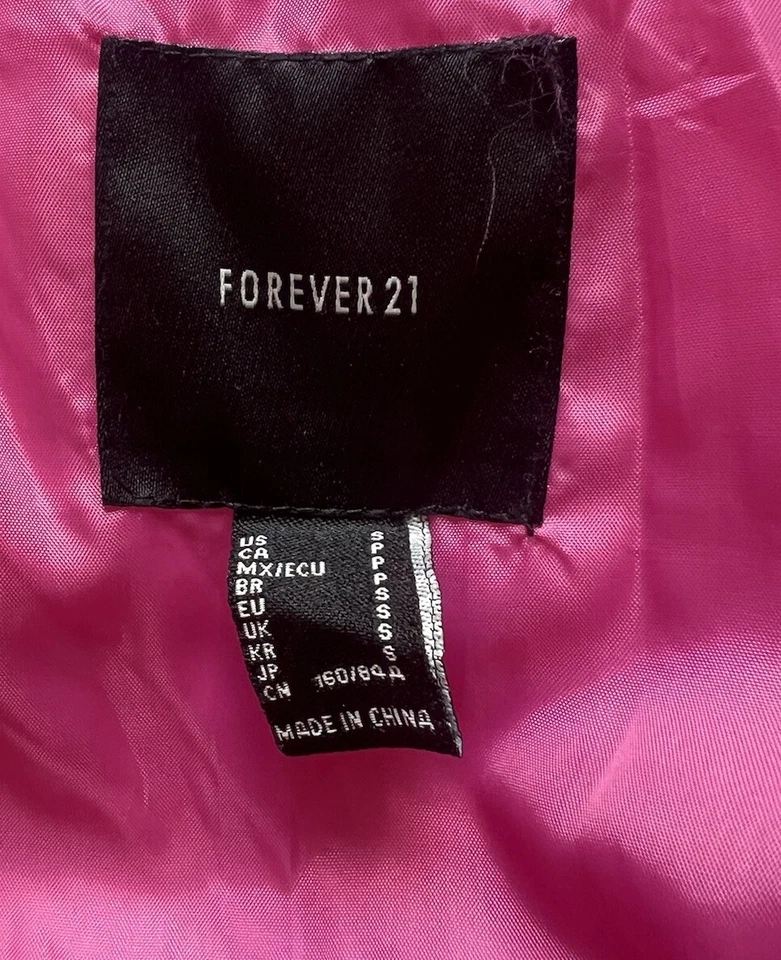 FOREVER 21
US S
CA P
MX/ECU P
BR P
EU S
UK S
KR S
JP S
CN 160/84A
MADE IN CHINA